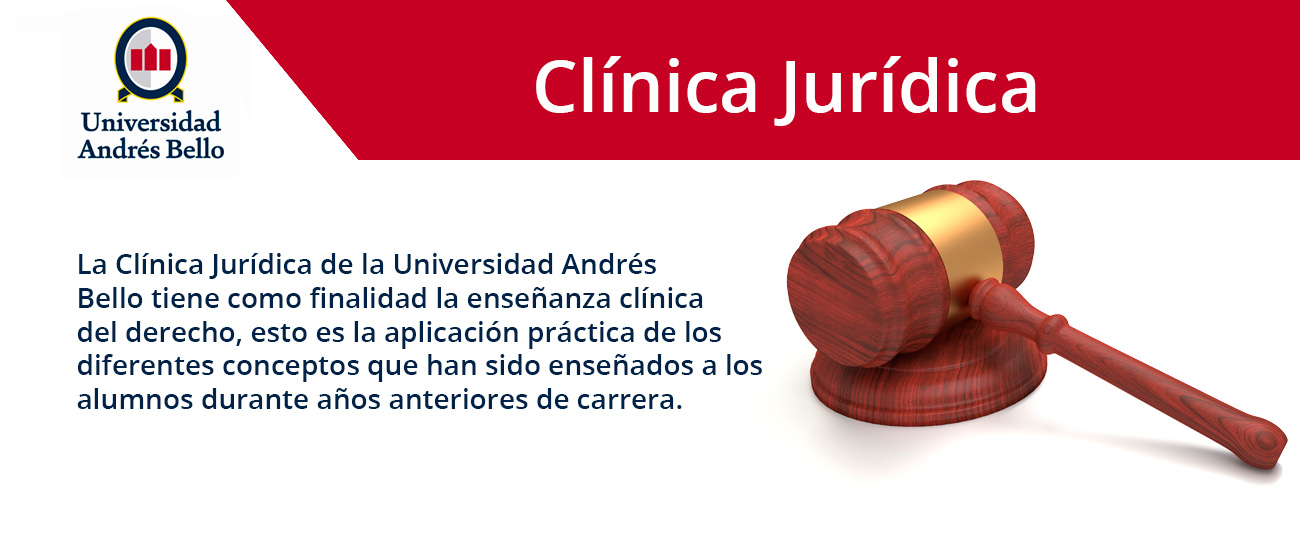 Universidad
Andrés Bello
Clínica Jurídica
La Clínica Jurídica de la Universidad Andrés
Bello tiene como finalidad la enseñanza clínica
del derecho, esto es la aplicación práctica de los
diferentes conceptos que han sido enseñados a los
alumnos durante años anteriores de carrera.